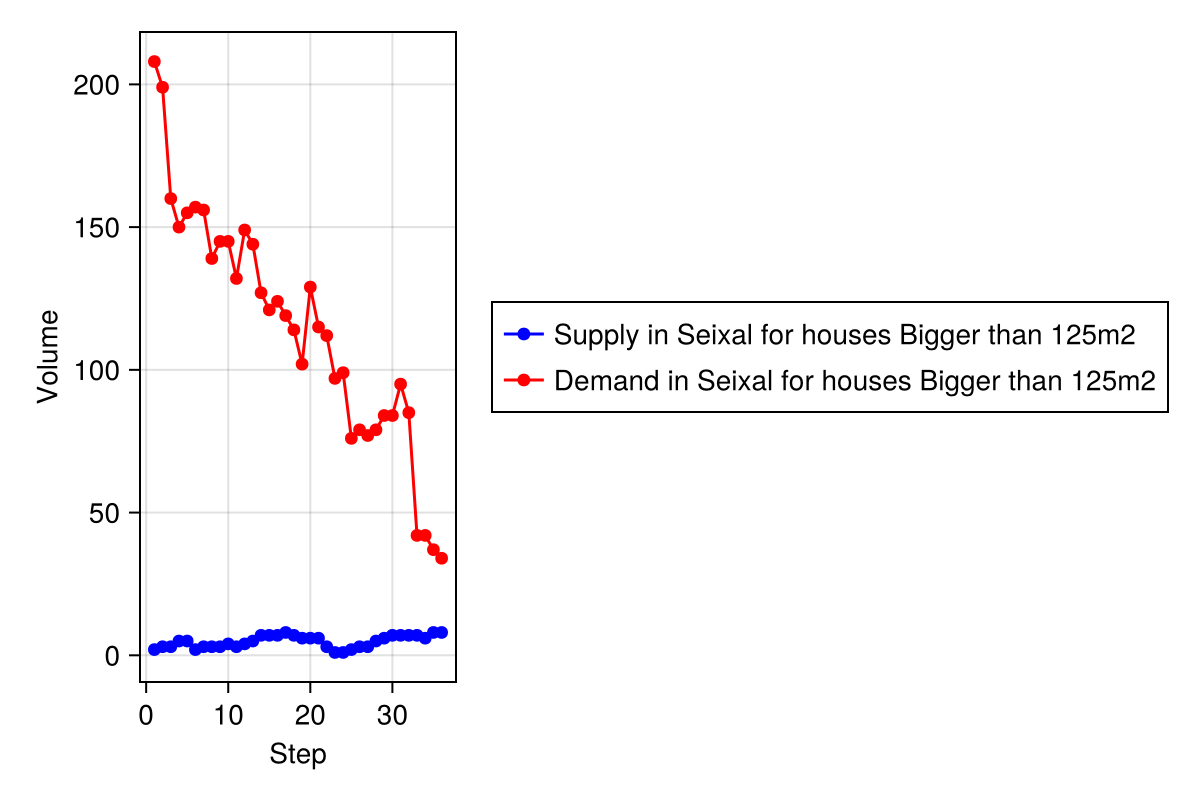 200
150
100
50
0
Volume
0 10 20 30
Step
Supply in Seixal for houses Bigger than 125m2
Demand in Seixal for houses Bigger than 125m2